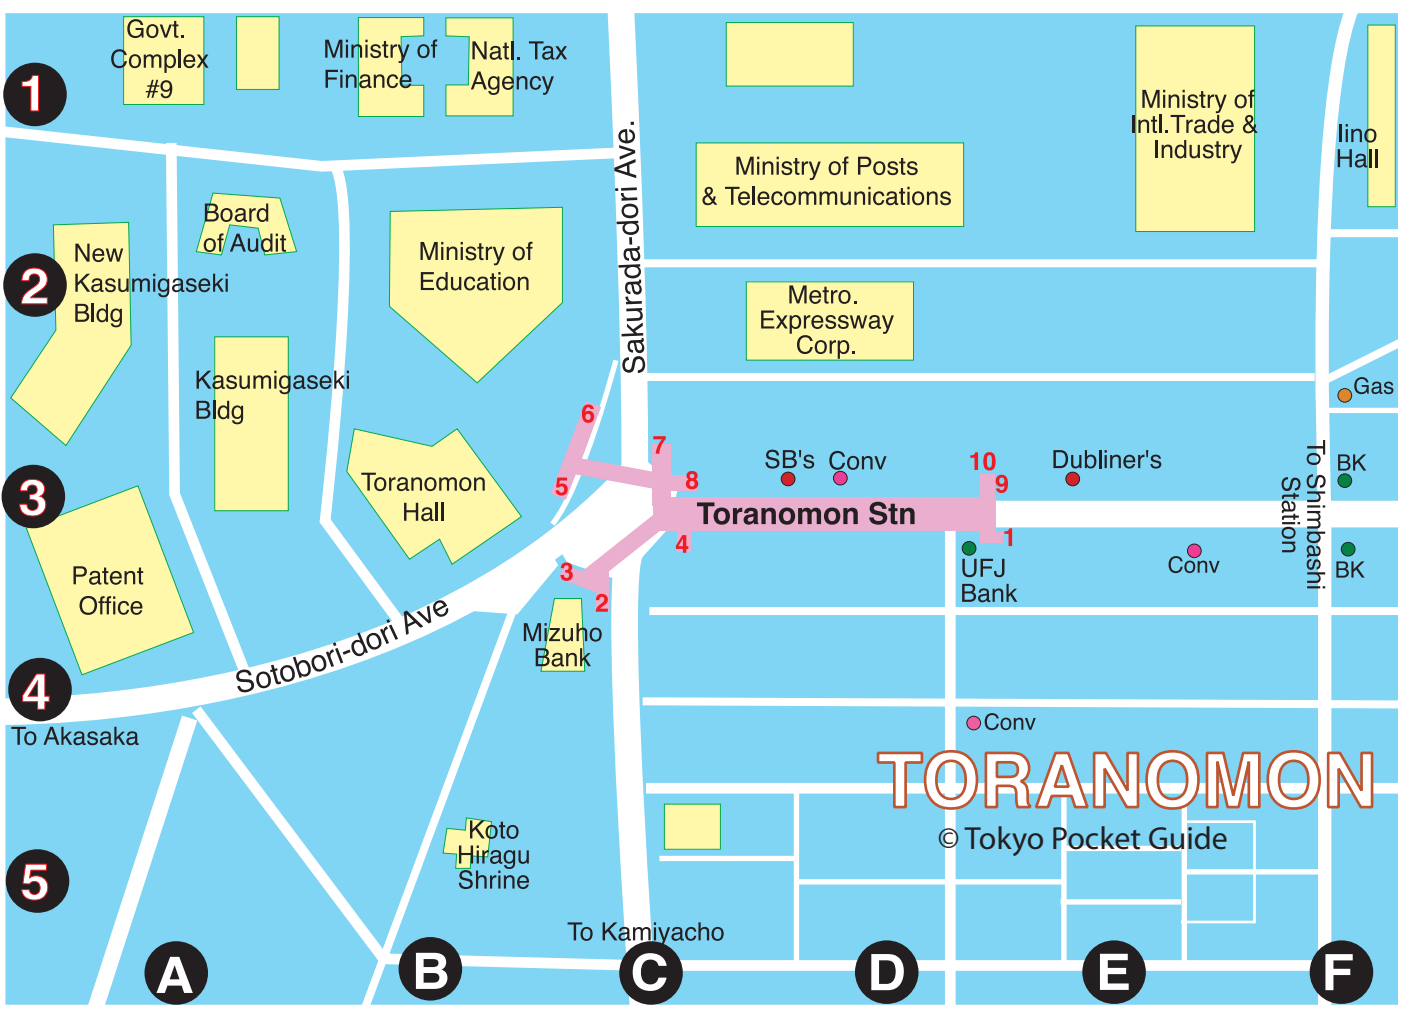 Govt.
Complex
#9
Ministry of
Finance
Natl. Tax
Agency
1
Ministry of
Intl.Trade &
Industry
Iino
Hall
Ministry of Posts
& Telecommunications
Sakurada-dori Ave.
Board
of Audit
New
Kasumigaseki
Bldg
2
Ministry of
Education
Metro.
Expressway
Corp.
Kasumigaseki
Bldg
Gas
6
7
5
8
SB's
Conv
10
9
Dubliner's
BK
To Shimbashi
Station
3
Toranomon
Hall
Toranomon Stn
4
1
UFJ
Bank
Conv
BK
3
2
Patent
Office
Mizuho
Bank
Sotobori-dori Ave
4
To Akasaka
Conv
TORANOMON
© Tokyo Pocket Guide
Koto
Hiragu
Shrine
5
To Kamiyacho
A
B
C
D
E
F